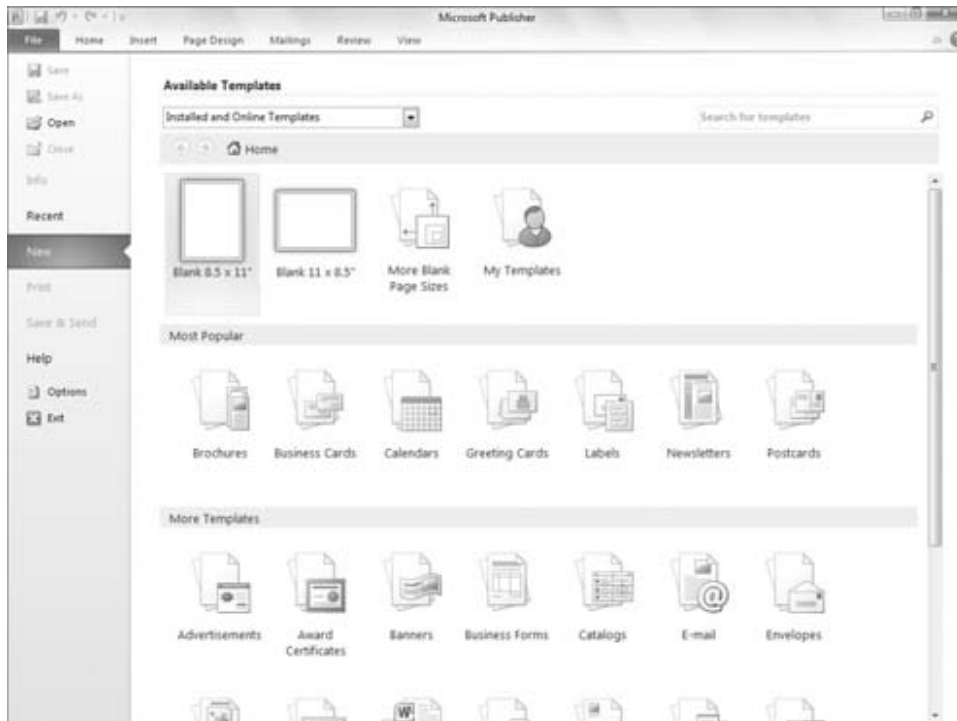 Microsoft Publisher
File Home Insert Page Design Mailings Review View
Save
Save As
Open
Close
Info
Recent
New
Print
Save & Send
Help
Options
Exit
Available Templates
Installed and Online Templates
Search for templates
Home
Blank 8.5 x 11"
Blank 11 x 8.5"
More Blank
Page Sizes
My Templates
Most Popular
Brochures Business Cards Calendars Greeting Cards Labels Newsletters Postcards
More Templates
Advertisements Award Certificates Banners Business Forms Catalogs E-mail Envelopes